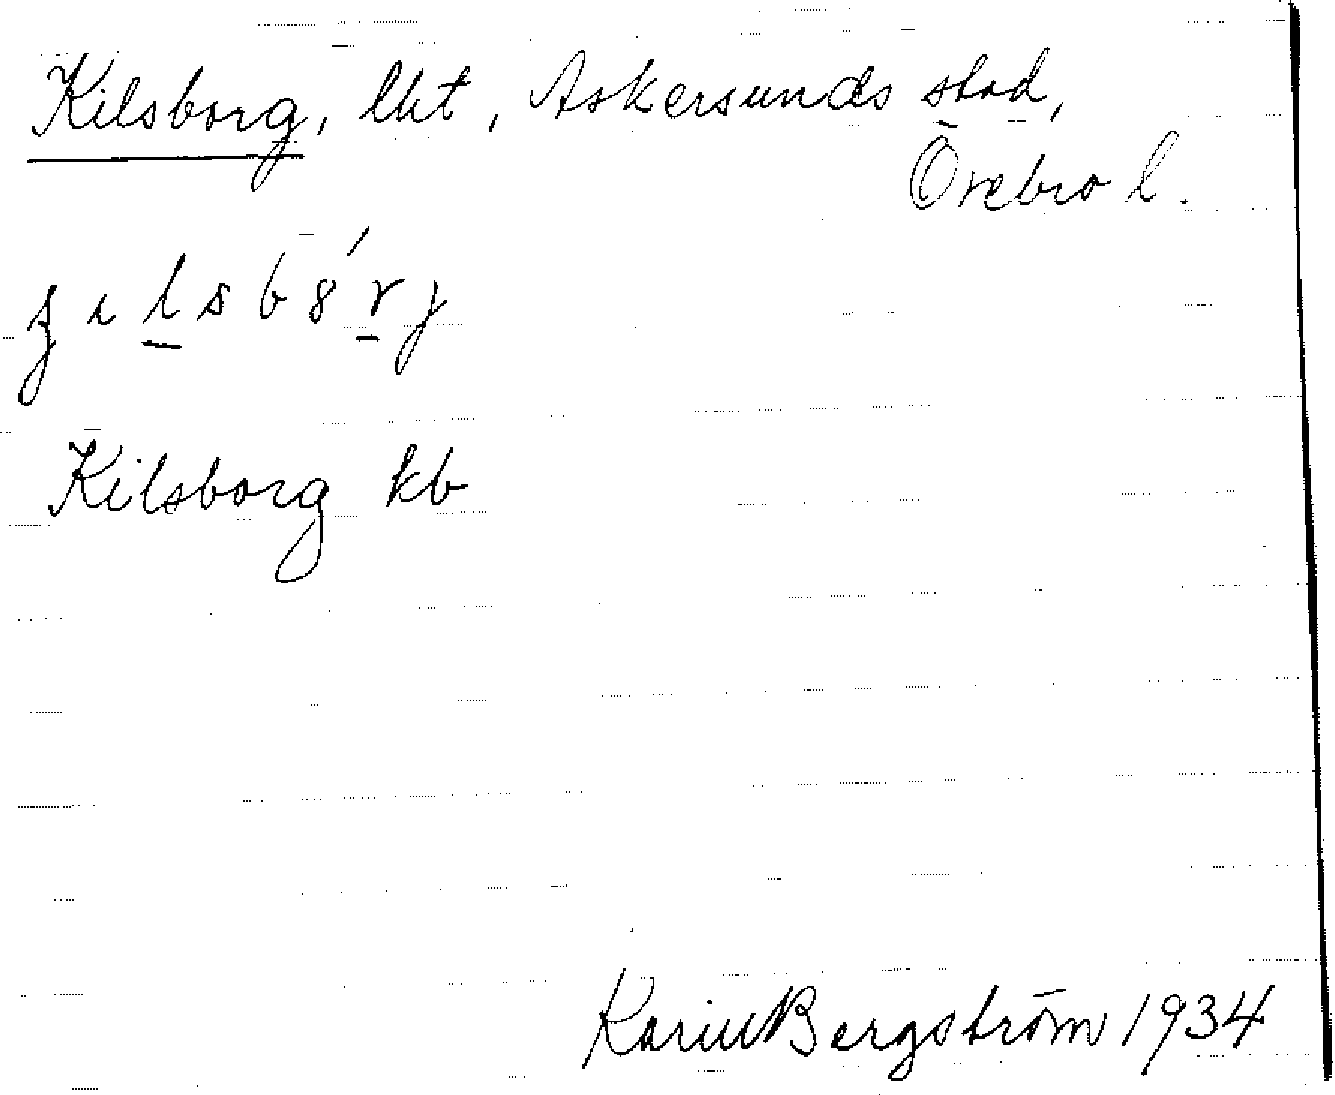 Kilsborg, lht, Askersunds stad,
Örebro l.
Kilsborg kb
Karin Bergström 1934